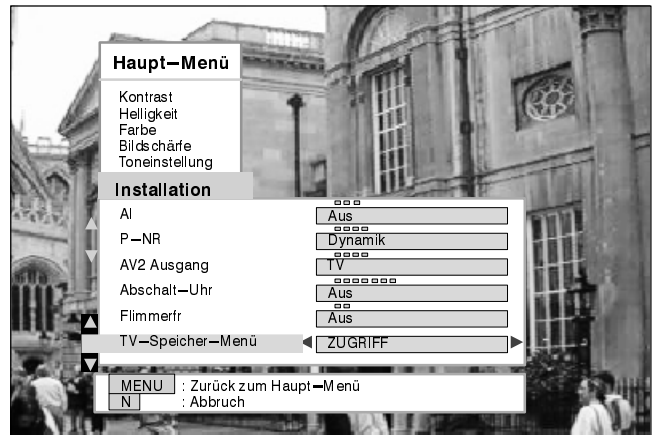 Haupt–Menü
Kontrast
Helligkeit
Farbe
Bildschärfe
Toneinstellung
Installation
AI Aus
P–NR Dynamik
AV2 Ausgang TV
Abschalt–Uhr Aus
Flimmerfr Aus
TV–Speicher–Menü ZUGRIFF
MENU : Zurück zum Haupt–Menü
N : Abbruch